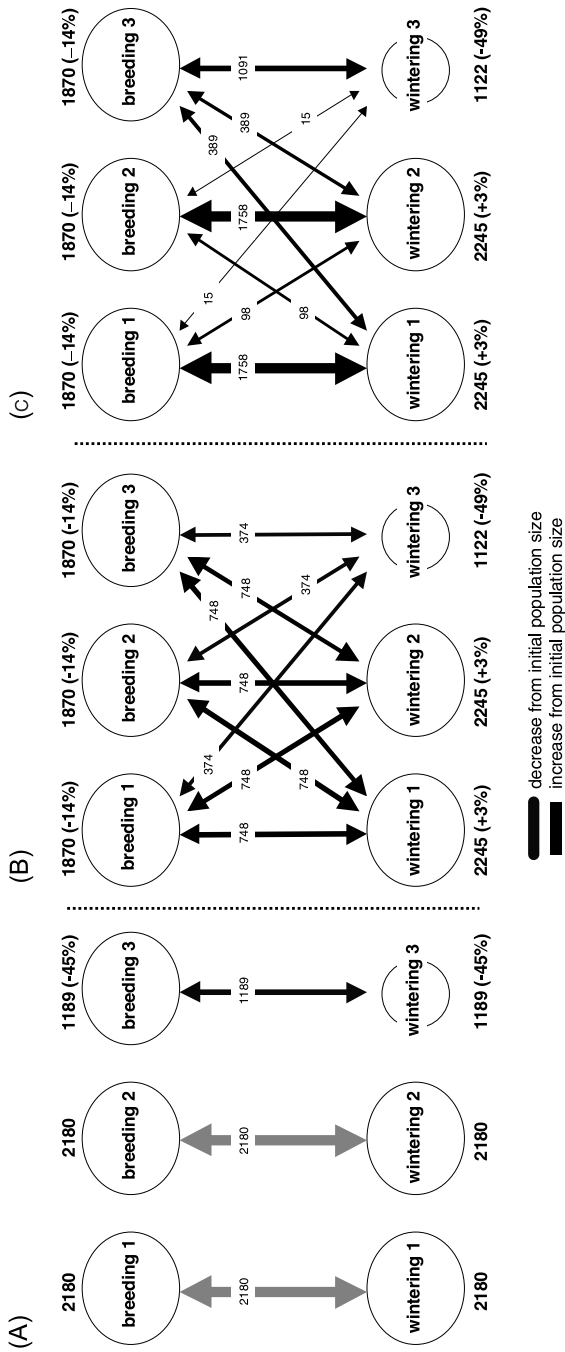 (A)
2180
2180
1189 (-45%)
breeding 1
breeding 2
breeding 3
2180
2180
1189
wintering 1
wintering 2
wintering 3
2180
2180
1189 (-45%)
(B)
1870 (-14%)
1870 (-14%)
1870 (-14%)
breeding 1
breeding 2
breeding 3
374
748
748
748
748
748
374
748
374
wintering 1
wintering 2
wintering 3
2245 (+3%)
2245 (+3%)
1122 (-49%)
(C)
1870 (−14%)
1870 (−14%)
1870 (−14%)
breeding 1
breeding 2
breeding 3
389
15
1758
1758
389
1091
98
98
15
wintering 1
wintering 2
wintering 3
2245 (+3%)
2245 (+3%)
1122 (-49%)
decrease from initial population size
increase from initial population size